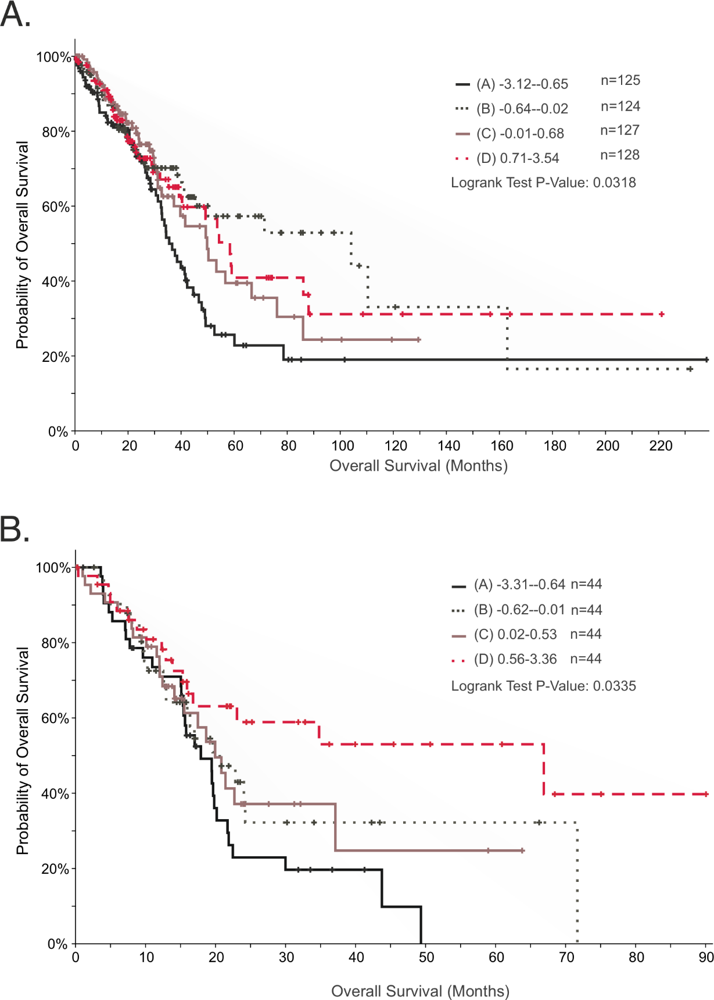 A.
100%
80%
60%
40%
20%
0%
Probability of Overall Survival
(A) -3.12--0.65 n=125
(B) -0.64--0.02 n=124
(C) -0.01-0.68 n=127
(D) 0.71-3.54 n=128
Logrank Test P-Value: 0.0318
0 20 40 60 80 100 120 140 160 180 200 220
Overall Survival (Months)
B.
100%
80%
60%
40%
20%
0%
Probability of Overall Survival
(A) -3.31--0.64 n=44
(B) -0.62--0.01 n=44
(C) 0.02-0.53 n=44
(D) 0.56-3.36 n=44
Logrank Test P-Value: 0.0335
0 10 20 30 40 50 60 70 80 90
Overall Survival (Months)